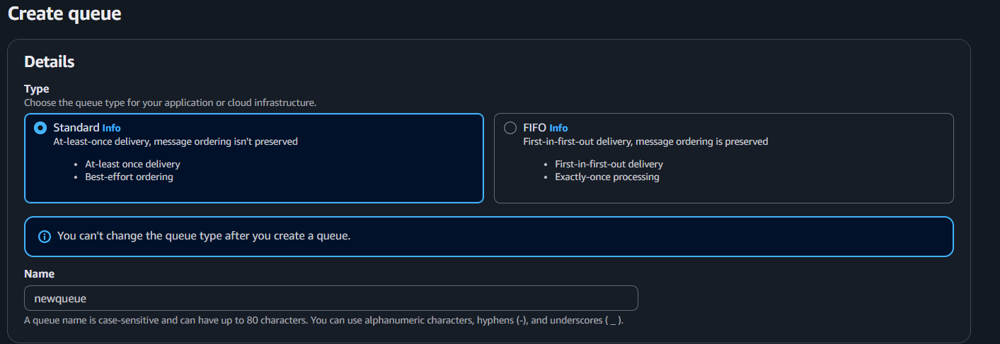 Create queue
Details
Type
Choose the queue type for your application or cloud infrastructure.
Standard Info
At-least-once delivery, message ordering isn't preserved
• At-least once delivery
• Best-effort ordering
FIFO Info
First-in-first-out delivery, message ordering is preserved
• First-in-first-out delivery
• Exactly-once processing
You can't change the queue type after you create a queue.
Name
newqueue
A queue name is case-sensitive and can have up to 80 characters. You can use alphanumeric characters, hyphens (-), and underscores ( _ ).